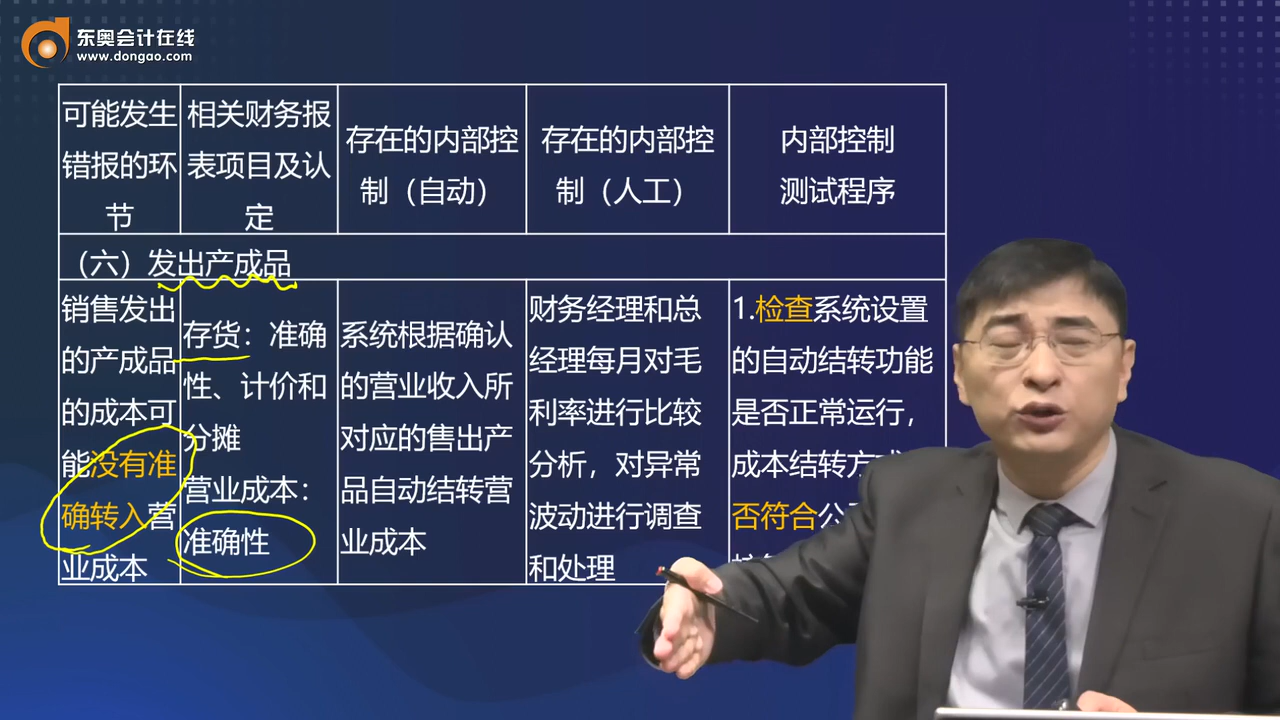 东奥会计在线
www.dongao.com
可能发生
错报的环
节
相关财务报
表项目及认
定
存在的内部控
制（自动）
存在的内部控
制（人工）
内部控制
测试程序
（六）发出产成品
销售发出
的产成品
的成本可
能没有准
确转入营
业成本
存货：准确
性、计价和
分摊
营业成本：
准确性
系统根据确认
的营业收入所
对应的售出产
品自动结转营
业成本
财务经理和总
经理每月对毛
利率进行比较
分析，对异常
波动进行调查
和处理
1.检查系统设置
的自动结转功能
是否正常运行，
成本结转方式
否符合公